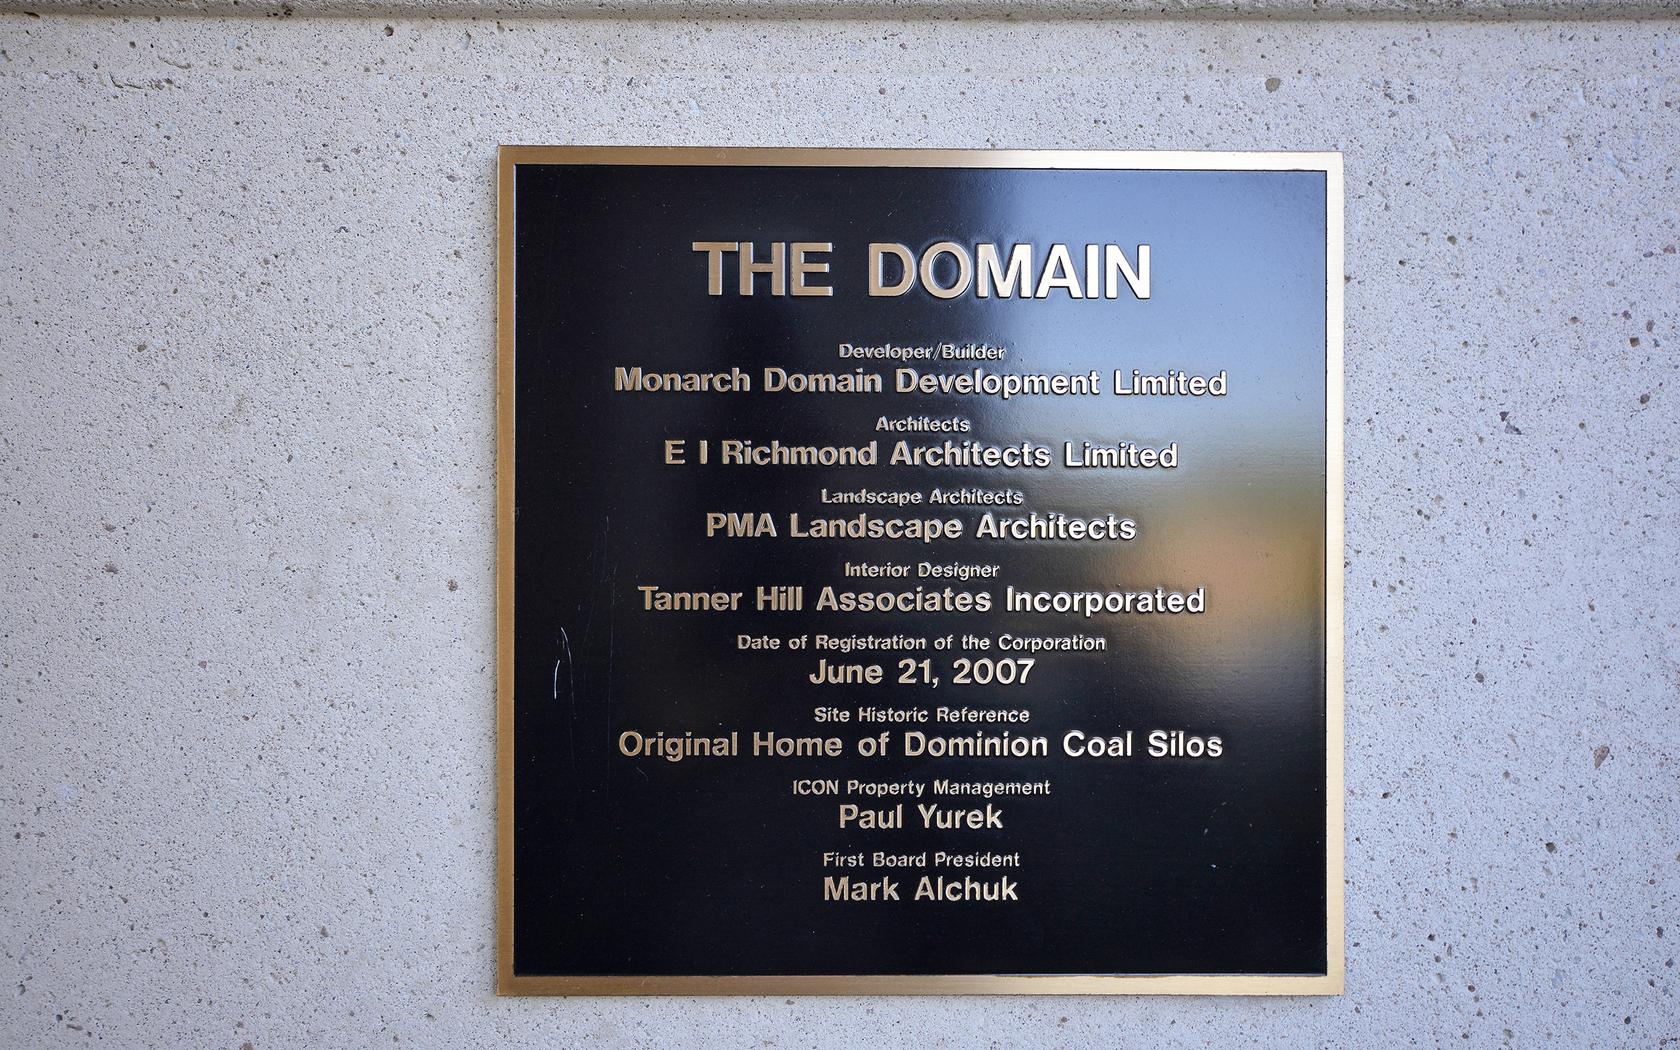 THE DOMAIN
Developer/Builder
Monarch Domain Development Limited
Architects
E I Richmond Architects Limited
Landscape Architects
PMA Landscape Architects
Interior Designer
Tanner Hill Associates Incorporated
Date of Registration of the Corporation
June 21, 2007
Site Historic Reference
Original Home of Dominion Coal Silos
ICON Property Management
Paul Yurek
First Board President
Mark Alchuk